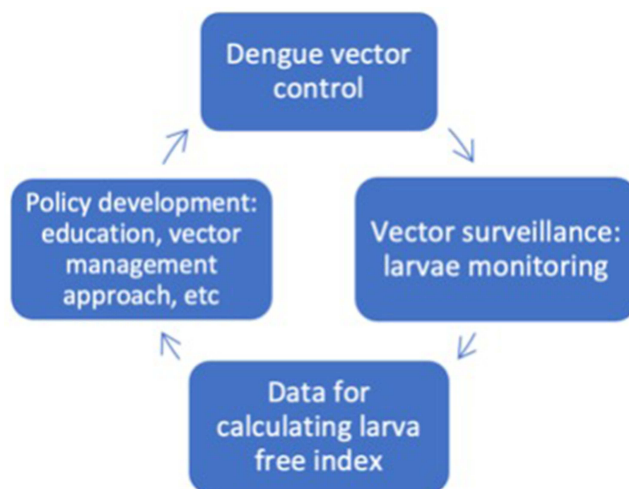 Dengue vector
control
Vector surveillance:
larvae monitoring
Data for
calculating larva
free index
Policy development:
education, vector
management
approach, etc